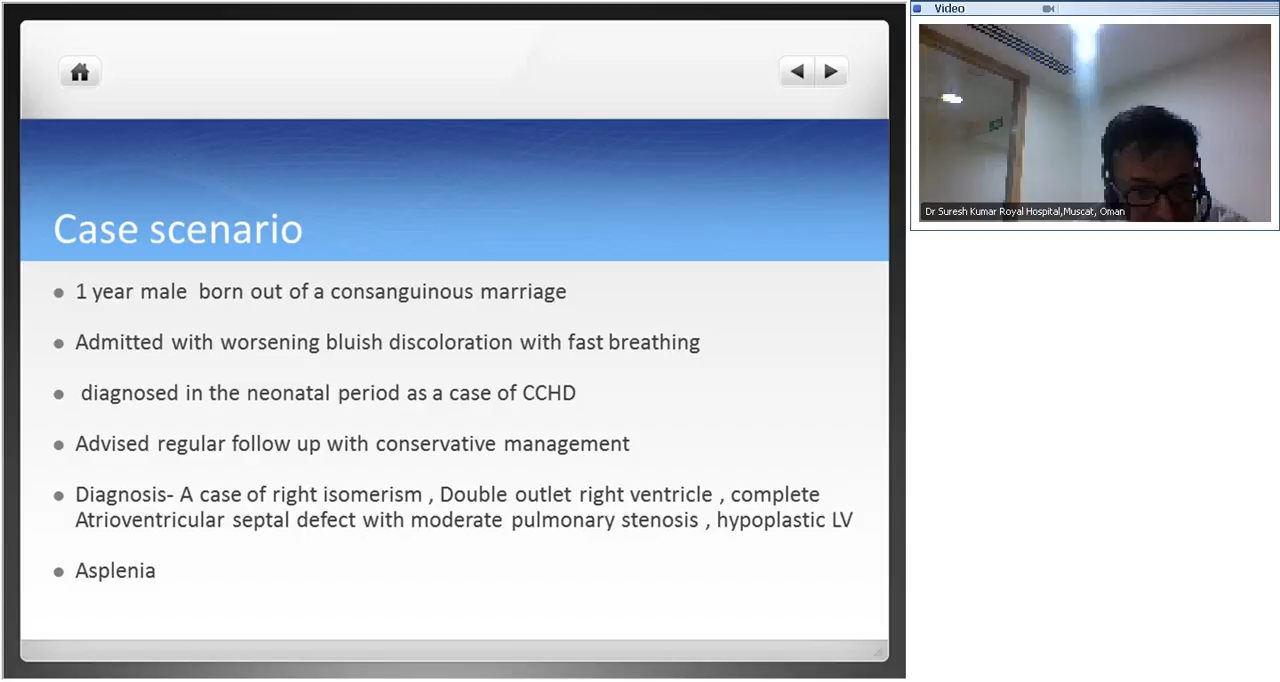 Video
Dr Suresh Kumar Royal Hospital,Muscat, Oman
Case scenario
1 year male born out of a consanguinous marriage
Admitted with worsening bluish discoloration with fast breathing
diagnosed in the neonatal period as a case of CCHD
Advised regular follow up with conservative management
Diagnosis- A case of right isomerism , Double outlet right ventricle , complete
Atrioventricular septal defect with moderate pulmonary stenosis , hypoplastic LV
Asplenia